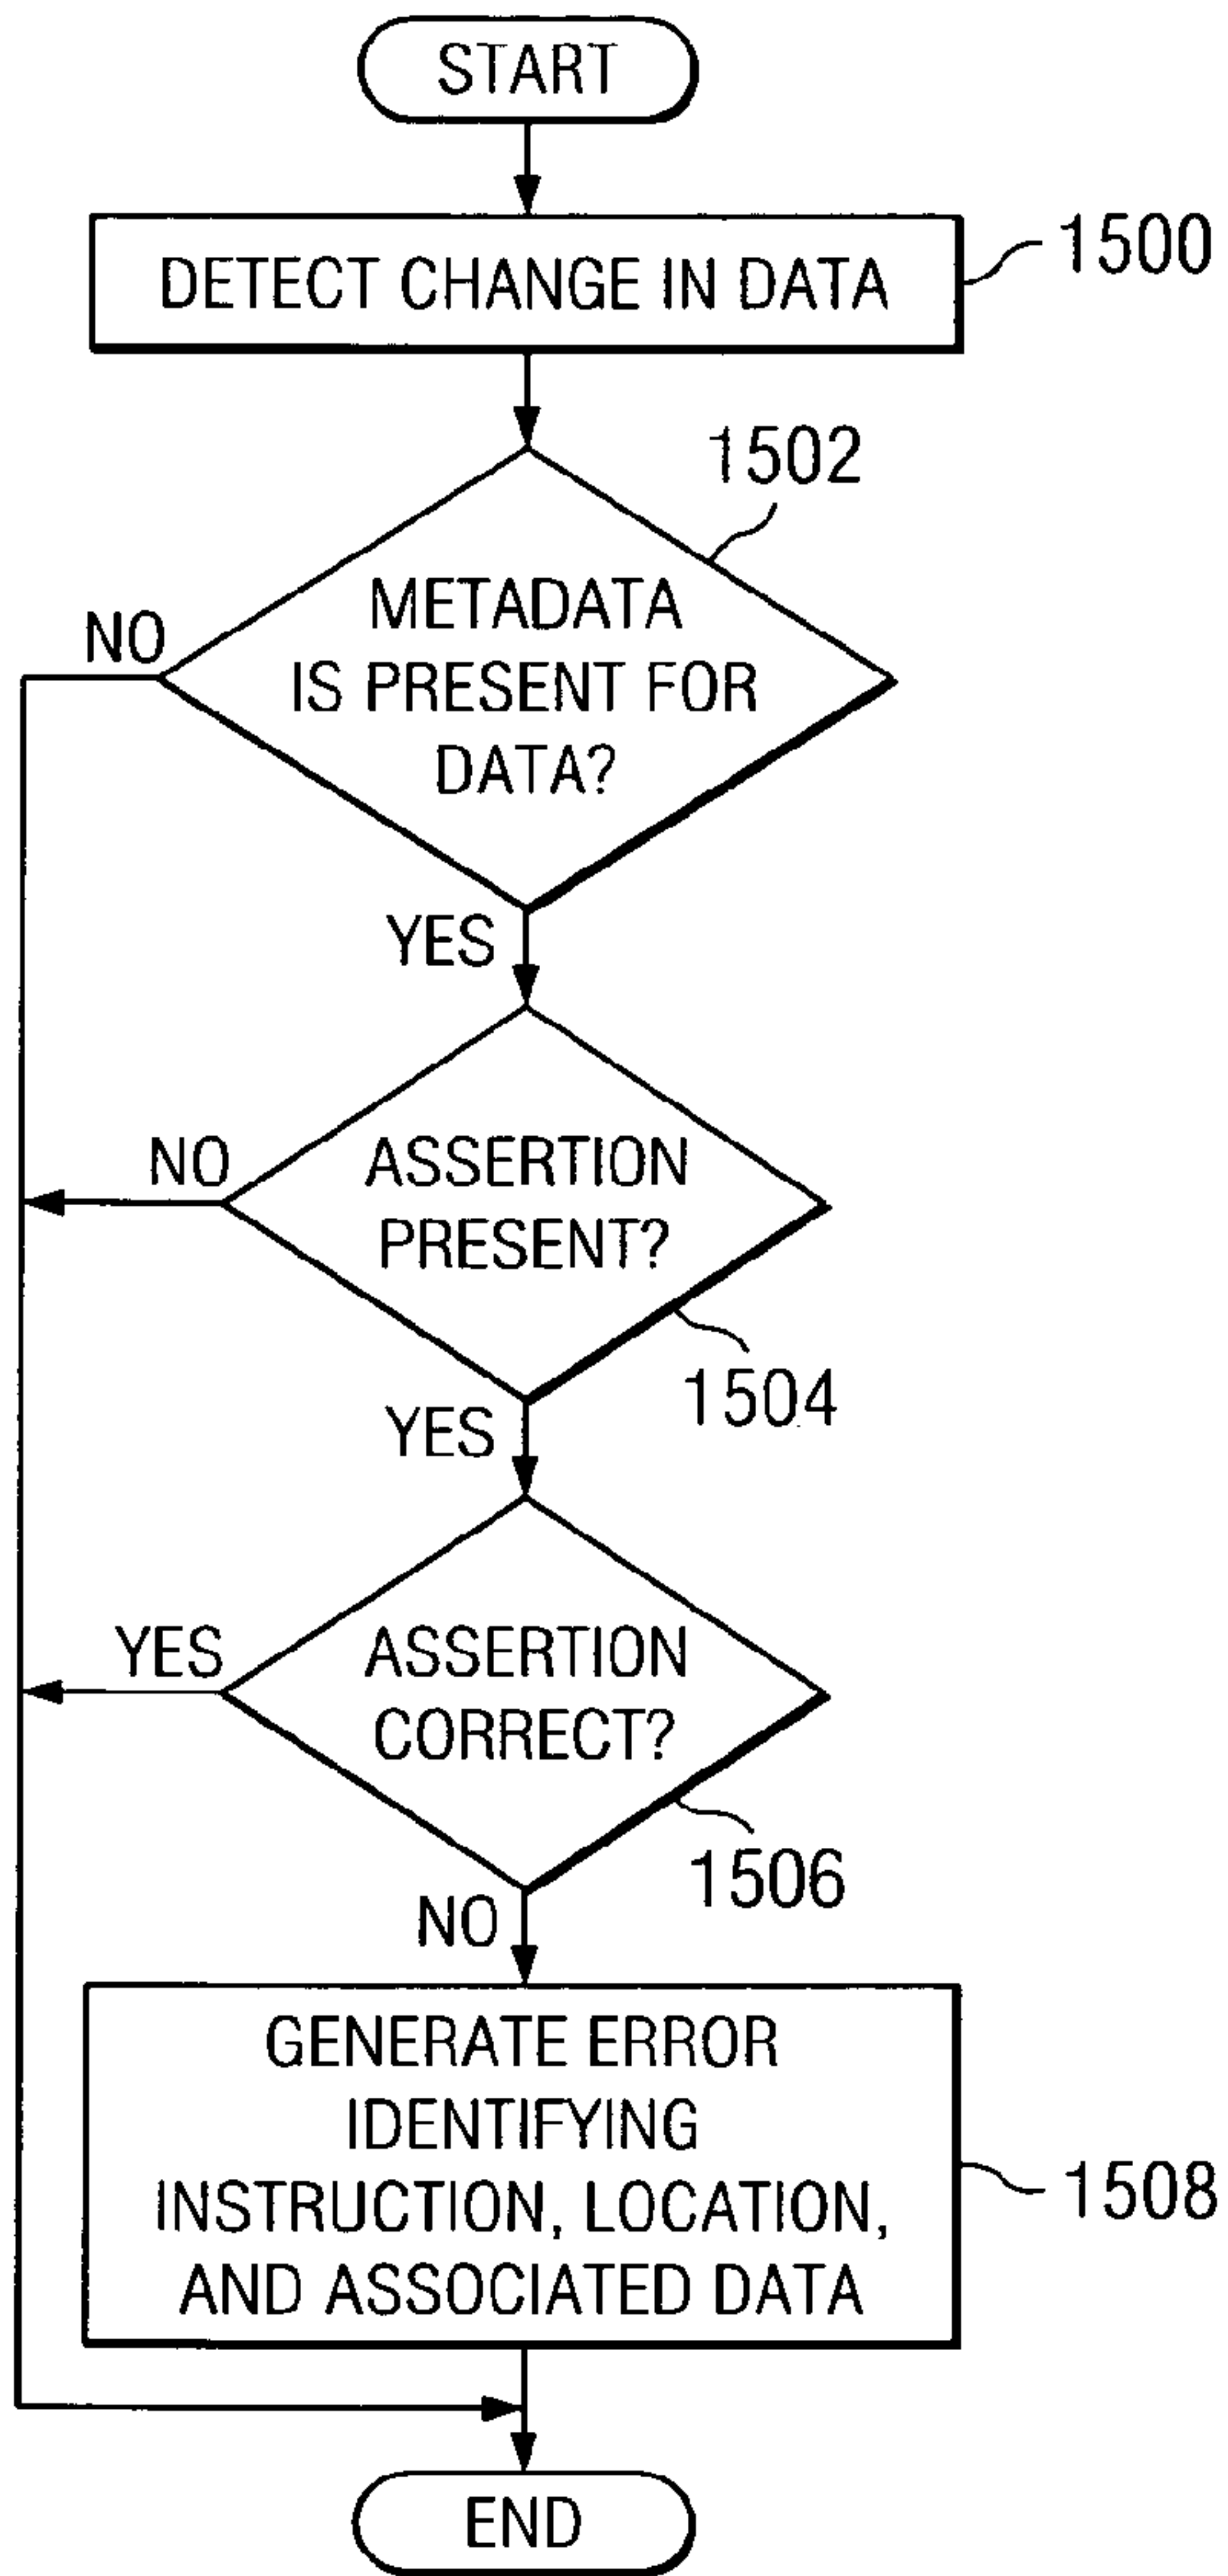 START
DETECT CHANGE IN DATA
1500
1502
METADATA
IS PRESENT FOR
DATA?
NO
YES
ASSERTION
PRESENT?
NO
1504
YES
ASSERTION
CORRECT?
YES
1506
NO
GENERATE ERROR
IDENTIFYING
INSTRUCTION, LOCATION,
AND ASSOCIATED DATA
1508
END